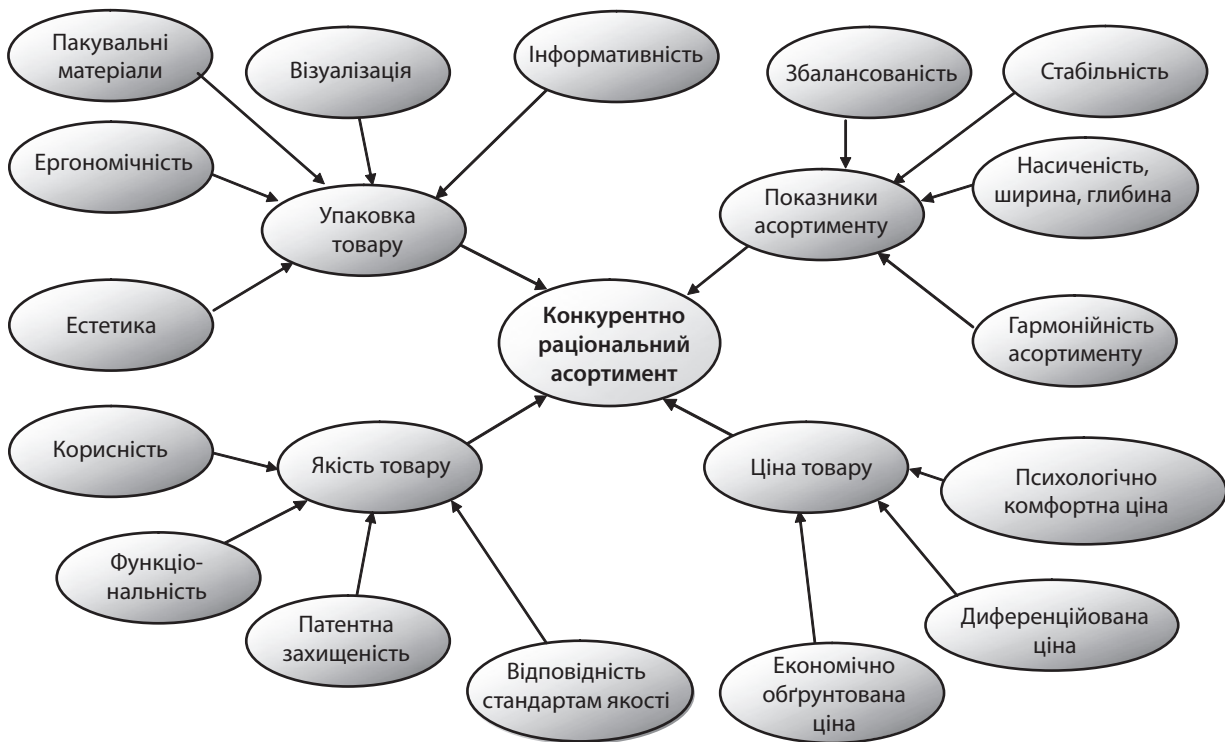 Пакувальні
матеріали
Візуалізація
Інформативність
Збалансованість
Стабільність
Ергономічність
Насиченість,
ширина, глибина
Упаковка
товару
Показники
асортименту
Естетика
Конкурентно
раціональний
асортимент
Гармонійність
асортименту
Корисність
Якість товару
Ціна товару
Психологічно
комфортна ціна
Функціо-
нальність
Патентна
захищеність
Відповідність
стандартам якості
Економічно
обґрунтована
ціна
Диференційована
ціна